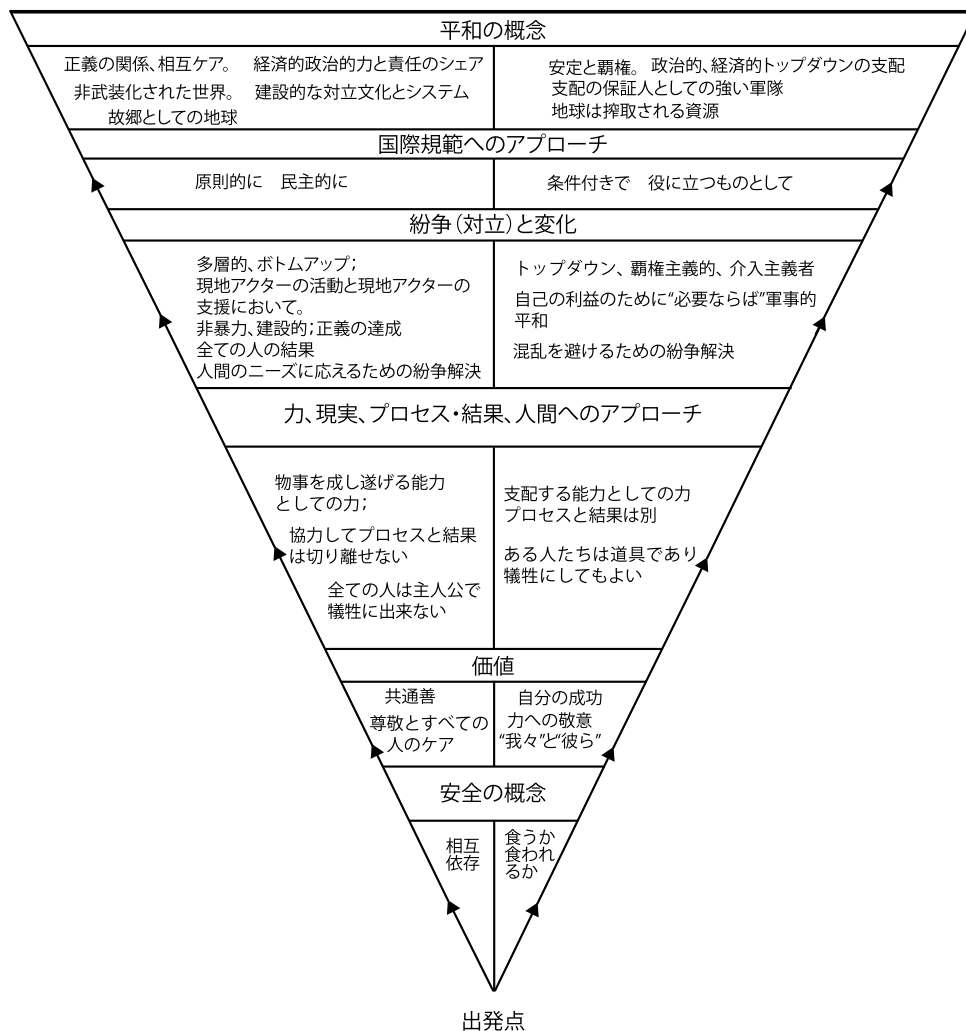 平和の概念
正義の関係、相互ケア。 経済的政治的力と責任のシェア
非武装化された世界。 建設的な対立文化とシステム
故郷としての地球
安定と覇権。 政治的、経済的トップダウンの支配
支配の保証人としての強い軍隊
地球は搾取される資源
国際規範へのアプローチ
原則的に 民主的に
条件付きで 役に立つものとして
紛争（対立）と変化
多層的、ボトムアップ；
現地アクターの活動と現地アクターの
支援において。
非暴力、建設的；正義の達成
全ての人の結果
人間のニーズに応えるための紛争解決
トップダウン、覇権主義的、介入主義者
自己の利益のために“必要ならば”軍事的
平和
混乱を避けるための紛争解決
力、現実、プロセス・結果、人間へのアプローチ
物事を成し遂げる能力
としての力；
協力してプロセスと結果
は切り離せない
全ての人は主人公で
犠牲に出来ない
支配する能力としての力
プロセスと結果は別
ある人たちは道具であり
犠牲にしてもよい
価値
共通善
尊敬とすべての
人のケア
自分の成功
力への敬意
“我々”と“彼ら”
安全の概念
相互
依存
食うか
食われ
るか
出発点